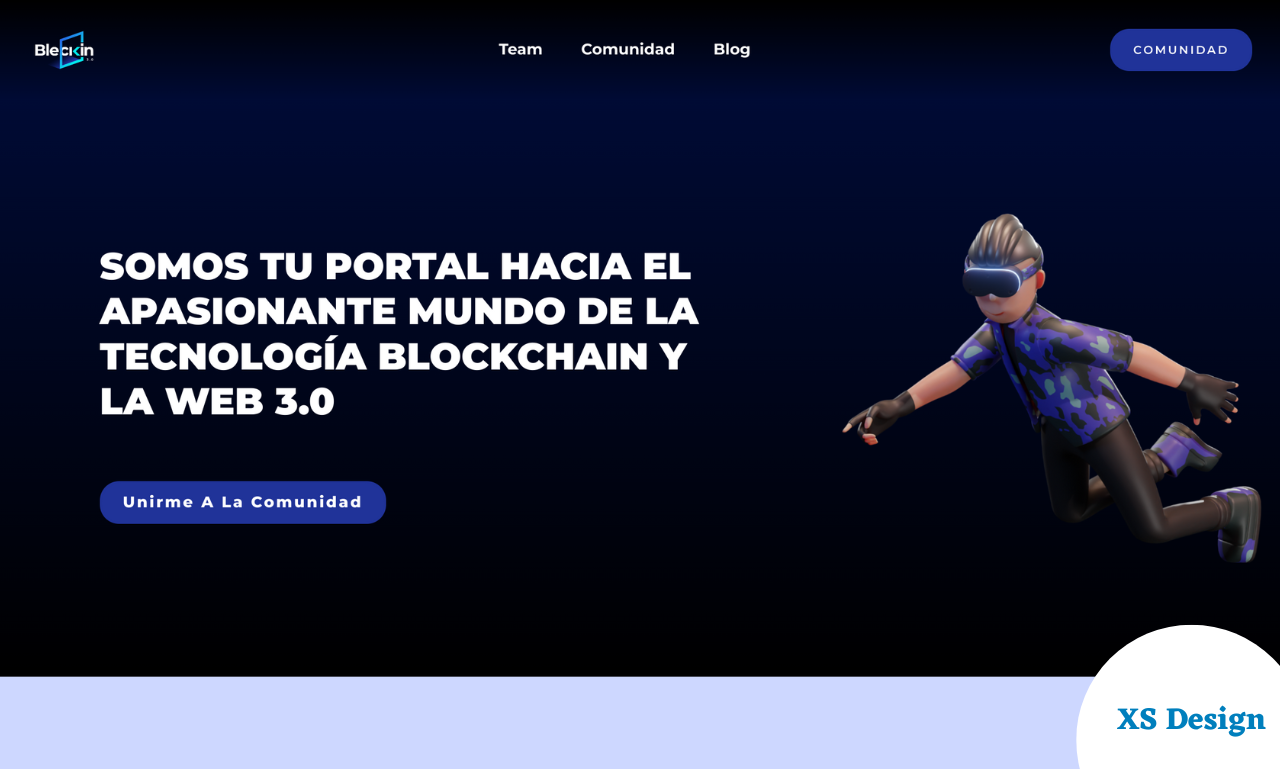 Bleckin
Team
Comunidad
Blog
COMUNIDAD
SOMOS TU PORTAL HACIA EL
APASIONANTE MUNDO DE LA
TECNOLOGÍA BLOCKCHAIN Y
LA WEB 3.0
Unirme A La Comunidad
XS Design